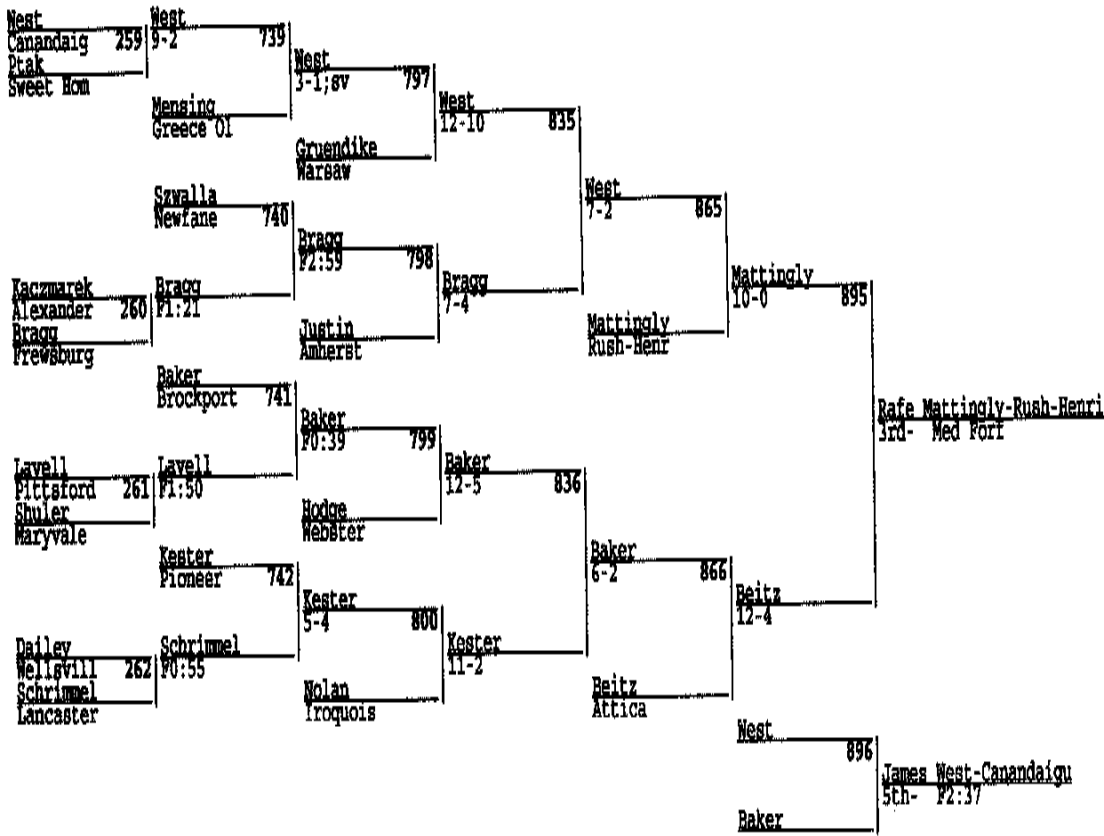 West
Canandaig 259
Ptak
Sweet Hom
West
9-2 739
Mensing
Greece Ol
West
3-1;sv 797
Gruendike
Warsaw
West
12-10 835
Szwalla
Newfane 740
Kaczmarek
Alexander 260
Bragg
Frewsburg
Bragg
F1:21
Bragg
F2:59 798
Justin
Amherst
Bragg
7-4
West
7-2 865
Mattingly
Rush-Henr
Mattingly
10-0 895
Baker
Brockport 741
Lavell
Pittsford 261
Shuler
Maryvale
Lavell
F1:50
Baker
F0:39 799
Hodge
Webster
Baker
12-5 836
Kester
Pioneer 742
Dailey
Wellsvill 262
Schrimmel
Lancaster
Schrimmel
F0:55
Kester
5-4 800
Nolan
Iroquois
Kester
11-2
Baker
6-2 866
Beitz
Attica
Beitz
12-4
Rafe Mattingly-Rush-Henri
3rd- Med Forf
West
896
Baker
James West-Canandaigu
5th- F2:37